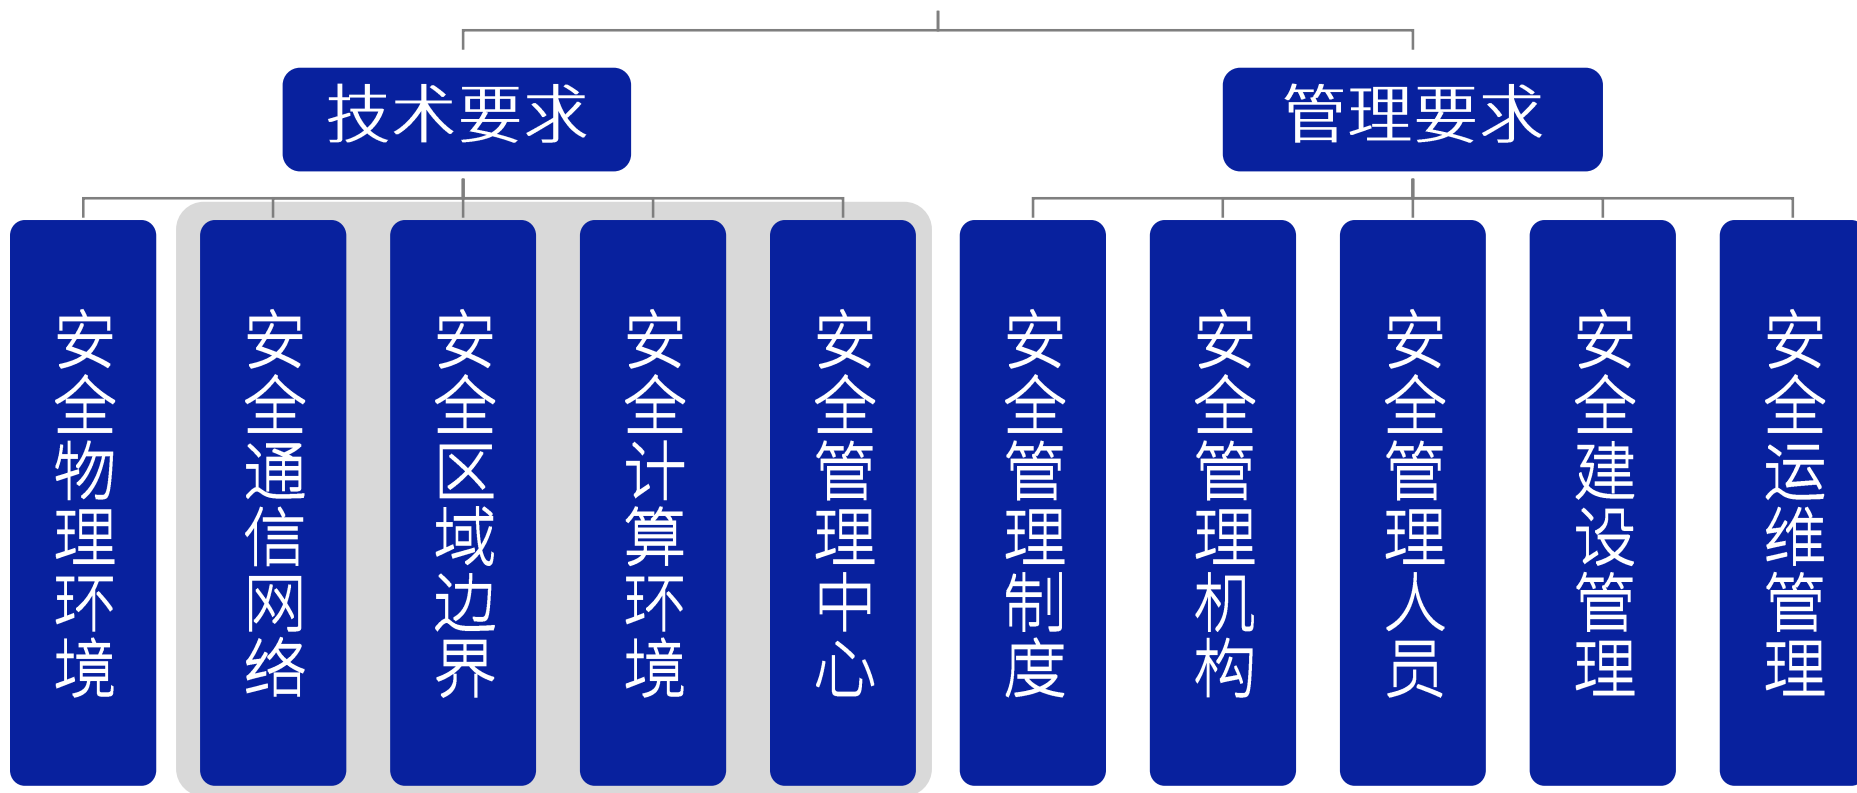 技术要求
管理要求
安全物理环境
安全通信网络
安全区域边界
安全计算环境
安全管理中心
安全管理制度
安全管理机构
安全管理人员
安全建设管理
安全运维管理